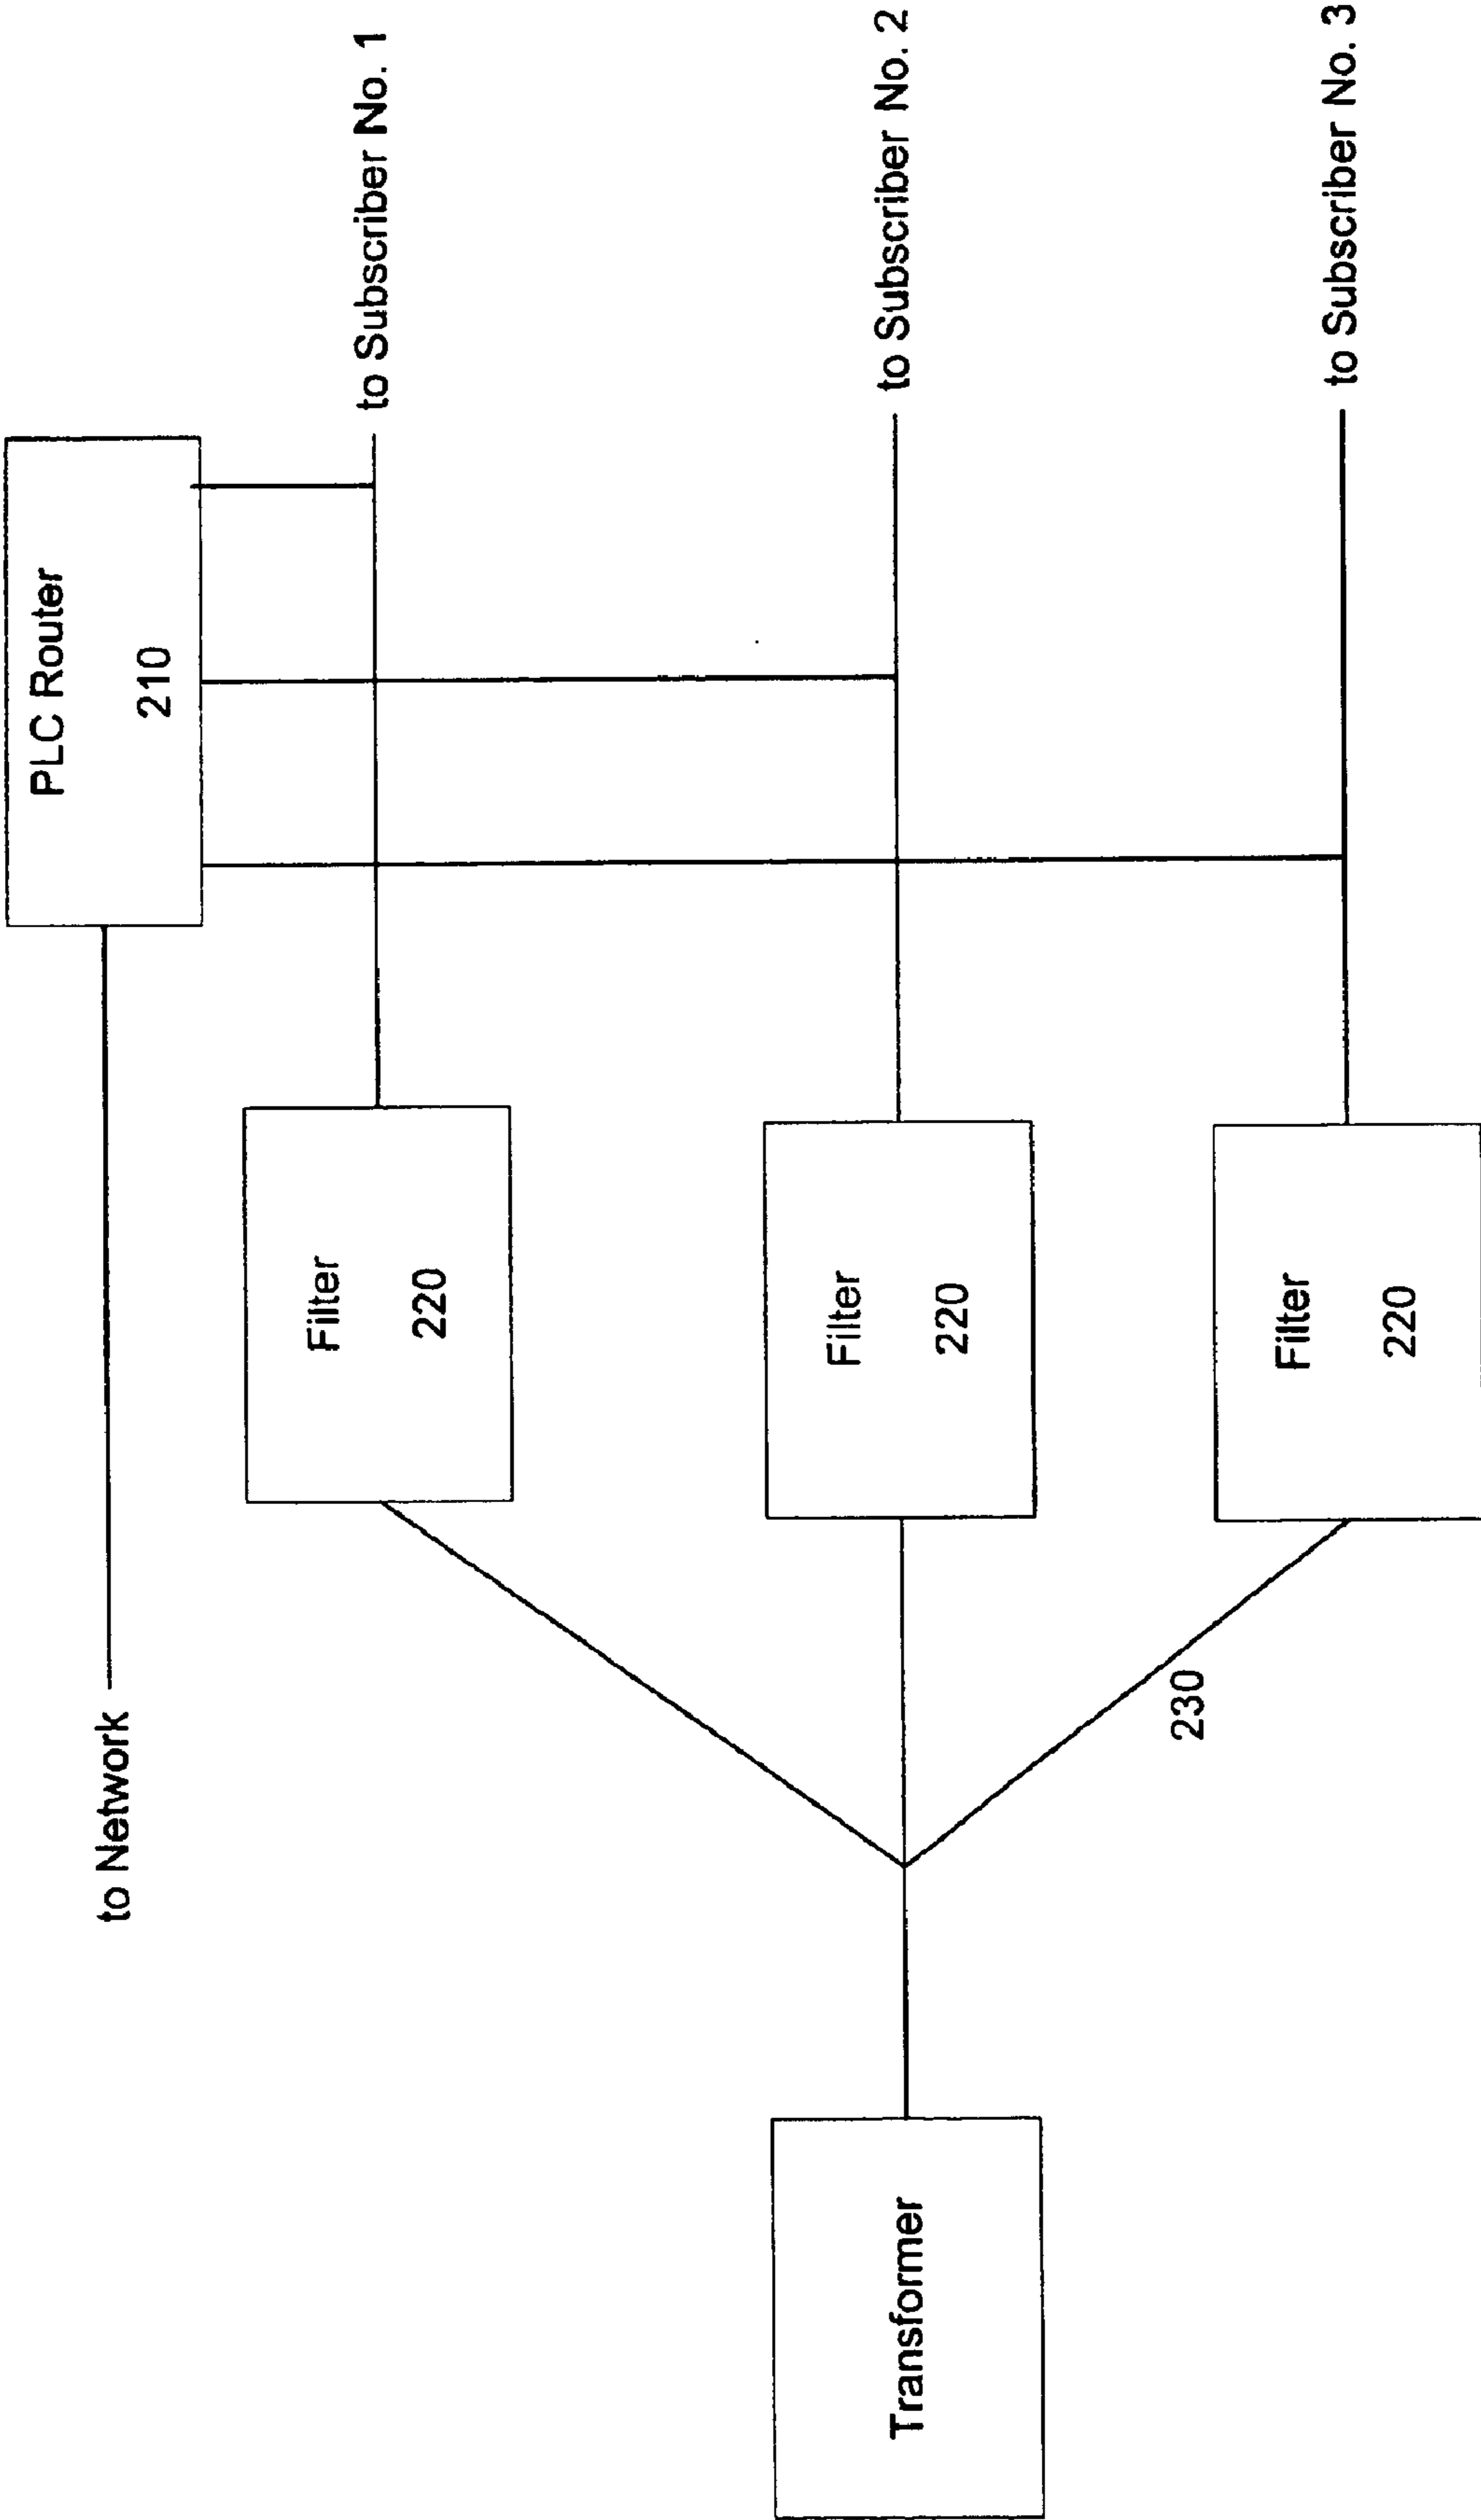 PLC Router
210
to Network
to Subscriber No. 1
Filter
220
to Subscriber No. 2
Filter
220
Transformer
to Subscriber No. 3
Filter
220
230